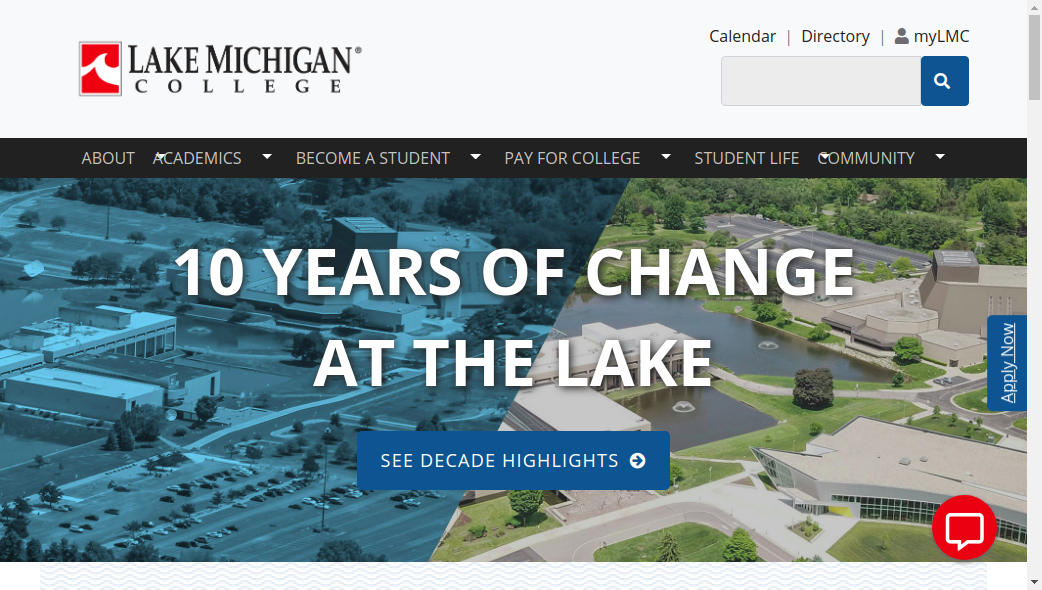 LAKE MICHIGAN®
COLLEGE
Calendar | Directory | myLMC
ABOUT ACADEMICS BECOME A STUDENT PAY FOR COLLEGE STUDENT LIFE COMMUNITY
10 YEARS OF CHANGE
AT THE LAKE
Apply Now
SEE DECADE HIGHLIGHTS